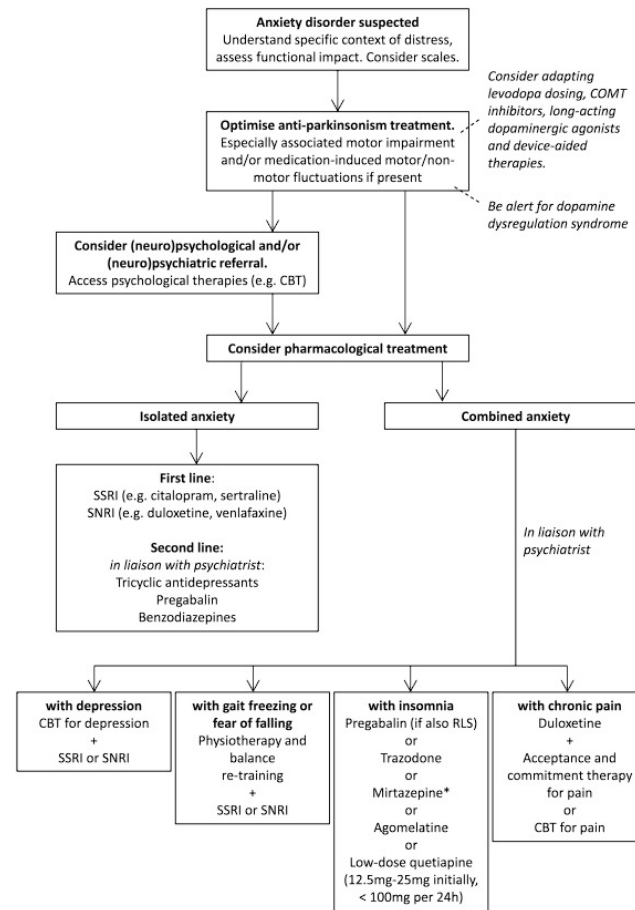 Anxiety disorder suspected
Understand specific context of distress,
assess functional impact. Consider scales.
Consider adapting
levodopa dosing, COMT
inhibitors, long-acting
dopaminergic agonists
and device-aided
therapies.
Optimise anti-parkinsonism treatment.
Especially associated motor impairment
and/or medication-induced motor/non-
motor fluctuations if present
Be alert for dopamine
dysregulation syndrome
Consider (neuro)psychological and/or
(neuro)psychiatric referral.
Access psychological therapies (e.g. CBT)
Consider pharmacological treatment
Isolated anxiety
Combined anxiety
First line:
SSRI (e.g. citalopram, sertraline)
SNRI (e.g. duloxetine, venlafaxine)
Second line:
in liaison with psychiatrist:
Tricyclic antidepressants
Pregabalin
Benzodiazepines
In liaison with
psychiatrist
with depression
CBT for depression
+
SSRI or SNRI
with gait freezing or
fear of falling
Physiotherapy and
balance
re-training
+
SSRI or SNRI
with insomnia
Pregabalin (if also RLS)
or
Trazodone
or
Mirtazepine*
or
Agomelatine
or
Low-dose quetiapine
(12.5mg-25mg initially,
< 100mg per 24h)
with chronic pain
Duloxetine
+
Acceptance and
commitment therapy
for pain
or
CBT for pain